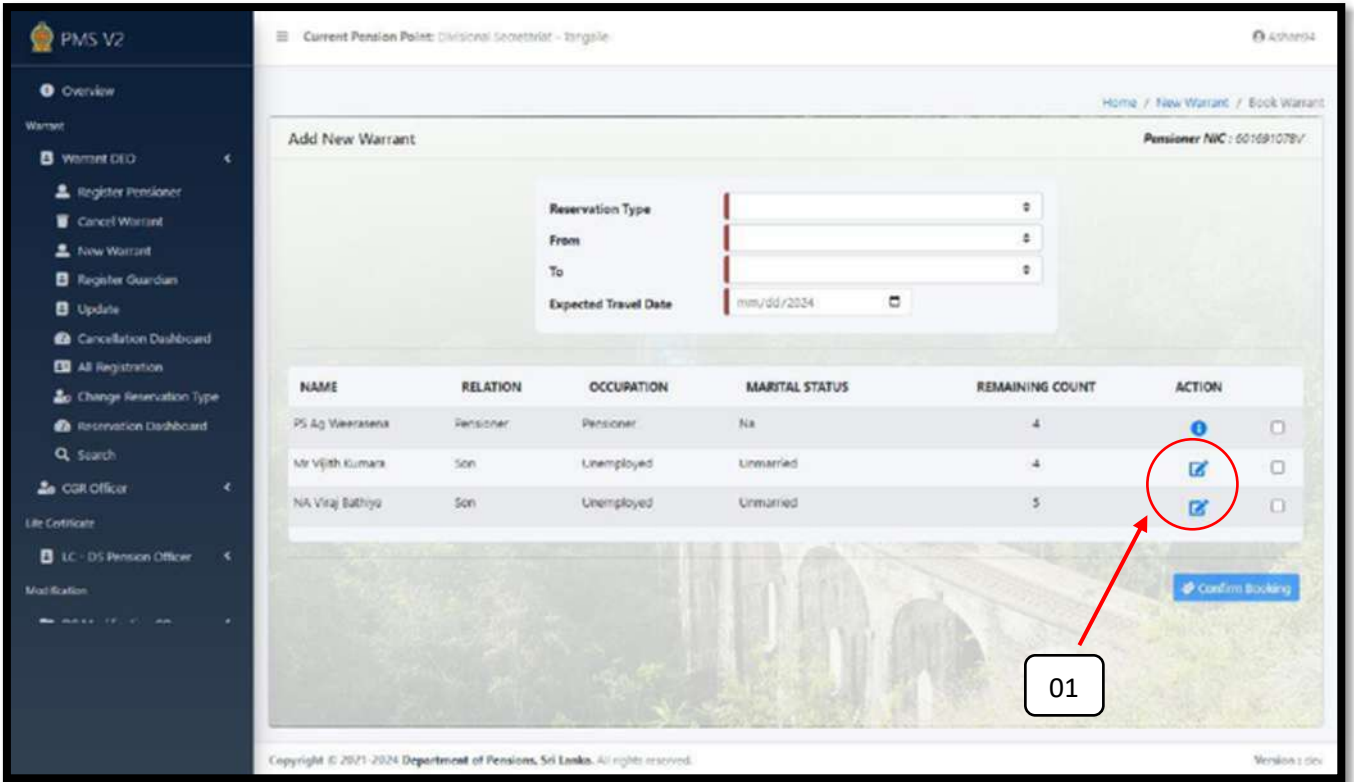 PMS V2
Current Pension Point: Divisional Secretariat - Tangalle
Overview
Home / New Warrant / Book Warrant
Warrant
Add New Warrant
Pensioner NIC : 601691078V
Warrant DEO
Register Pensioner
Reservation Type
Cancel Warrant
From
New Warrant
To
Register Guardian
Expected Travel Date
mm/dd/2024
Update
Cancellation Dashboard
All Registration
NAME RELATION OCCUPATION MARITAL STATUS REMAINING COUNT ACTION
Change Reservation Type
PS Ag Weerasena Pensioner Pensioner Na 4
Reservation Dashboard
Search
Mr Vijith Kumara Son Unemployed Unmarried 4
CGR Officer
NA Viraj Bathiya Son Unemployed Unmarried 5
Life Certificate
LC - DS Pension Officer
Modification
Confirm Booking
01
Copyright © 2021-2024 Department of Pensions, Sri Lanka. All rights reserved.
Version : dev